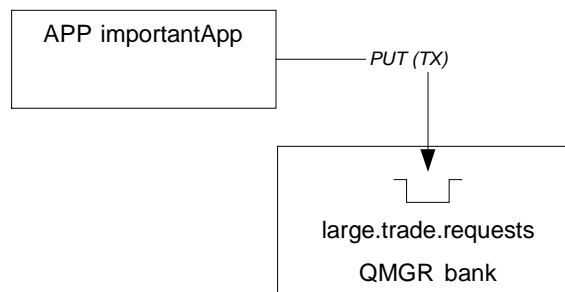 APP importantApp
PUT (TX)
large.trade.requests
QMGR bank